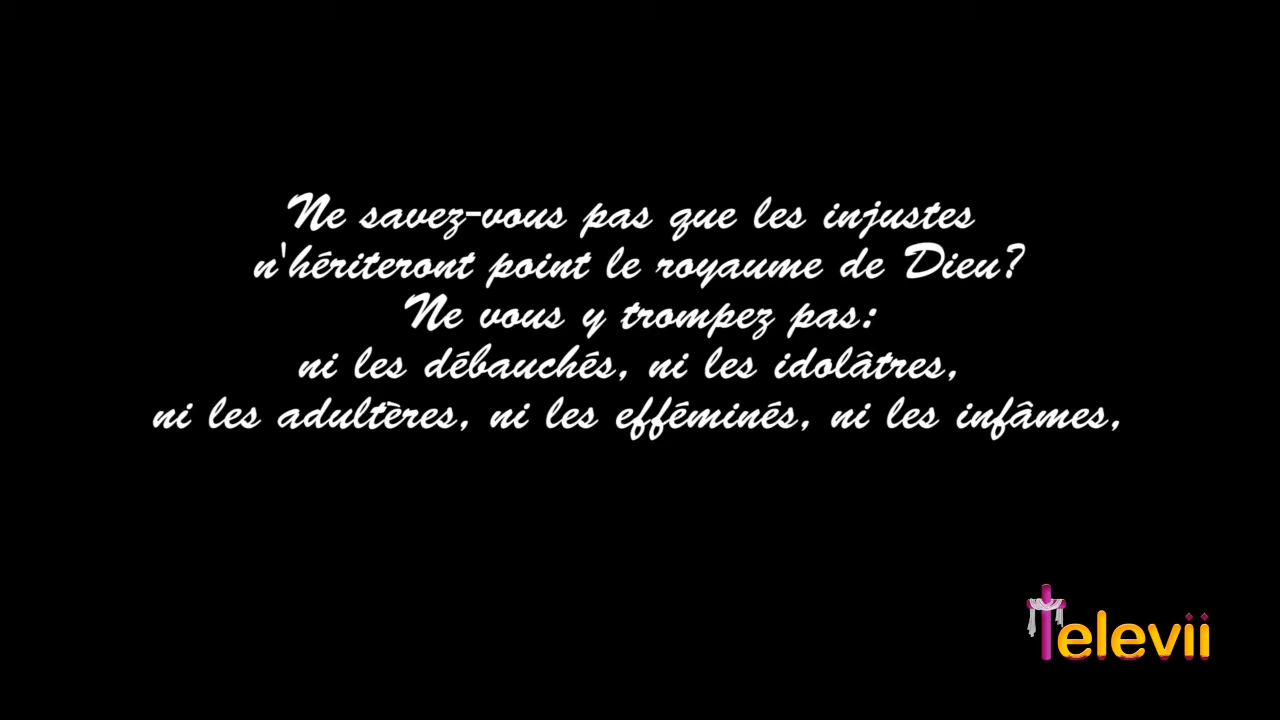 Ne savez-vous pas que les injustes
n'hériteront point le royaume de Dieu?
Ne vous y trompez pas:
ni les débauchés, ni les idolâtres,
ni les adultères, ni les efféminés, ni les infâmes,
Televii